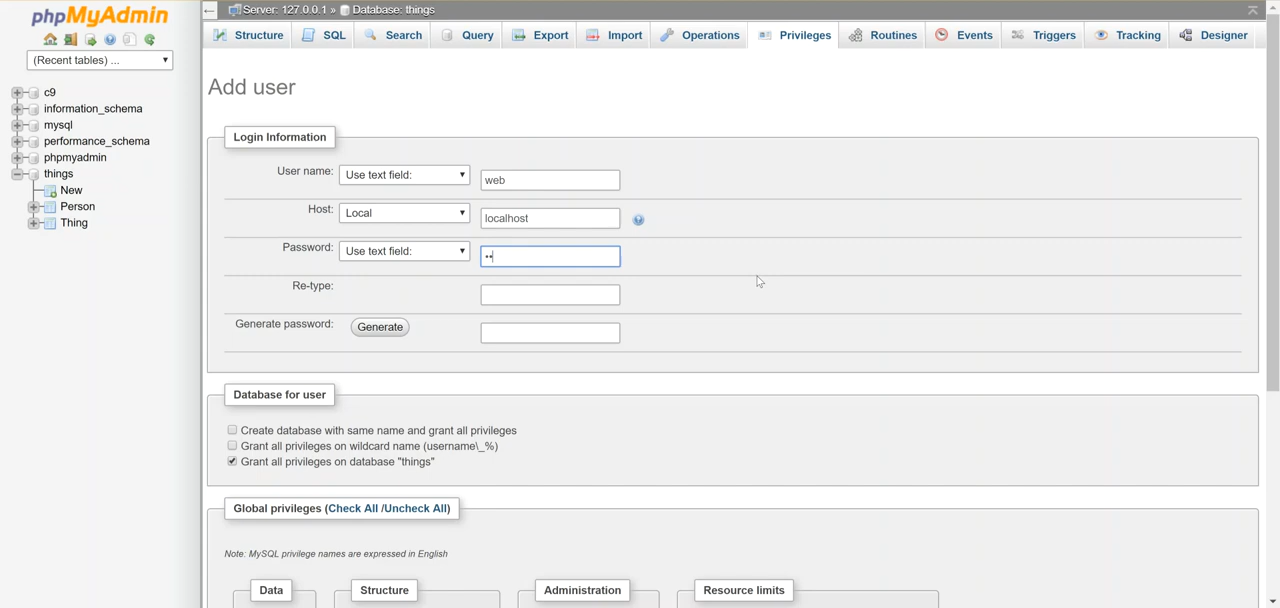 phpMyAdmin
(Recent tables) ...
c9
information_schema
mysql
performance_schema
phpmyadmin
things
New
Person
Thing
Server: 127.0.0.1 » Database: things
Structure SQL Search Query Export Import Operations Privileges Routines Events Triggers Tracking Designer
Add user
Login Information
User name: Use text field: web
Host: Local localhost
Password: Use text field: ••
Re-type:
Generate password: Generate
Database for user
Create database with same name and grant all privileges
Grant all privileges on wildcard name (username\_%)
Grant all privileges on database "things"
Global privileges (Check All /Uncheck All)
Note: MySQL privilege names are expressed in English
Data Structure Administration Resource limits